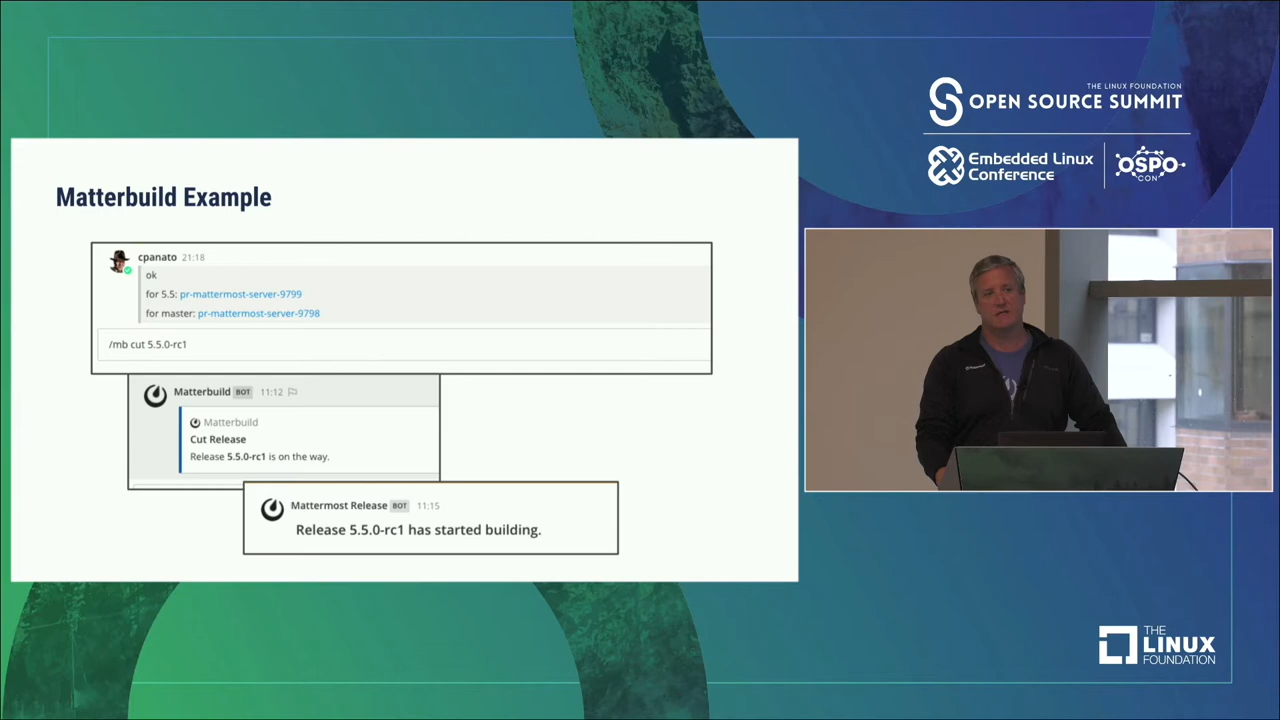 THE LINUX FOUNDATION
OPEN SOURCE SUMMIT
Embedded Linux
Conference
OSPO
CON
Matterbuild Example
cpanato 21:18
ok
for 5.5: pr-mattermost-server-9799
for master: pr-mattermost-server-9798
/mb cut 5.5.0-rc1
Matterbuild BOT 11:12
Matterbuild
Cut Release
Release 5.5.0-rc1 is on the way.
Mattermost Release BOT 11:15
Release 5.5.0-rc1 has started building.
THE
LINUX
FOUNDATION